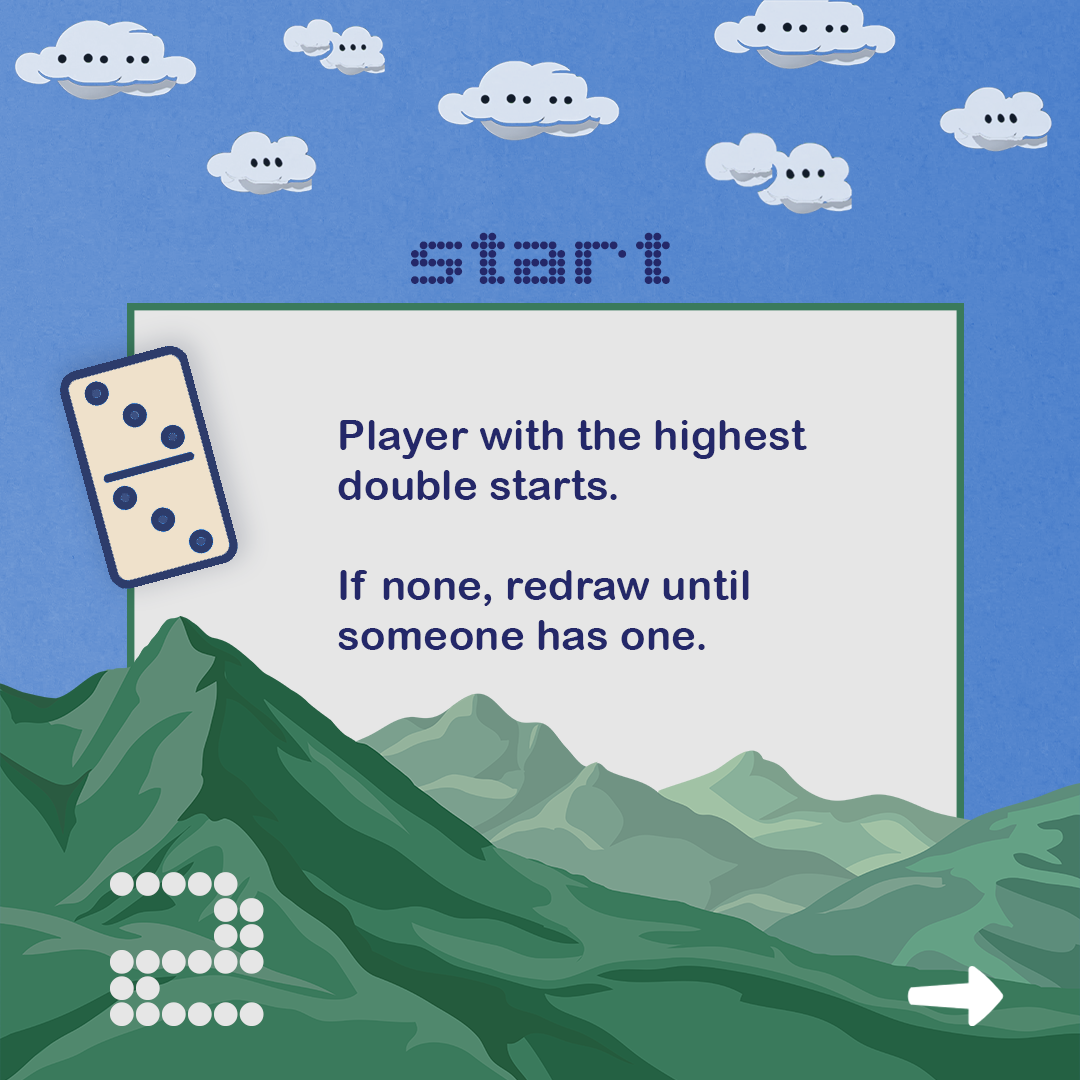 start
Player with the highest
double starts.
If none, redraw until
someone has one.
2